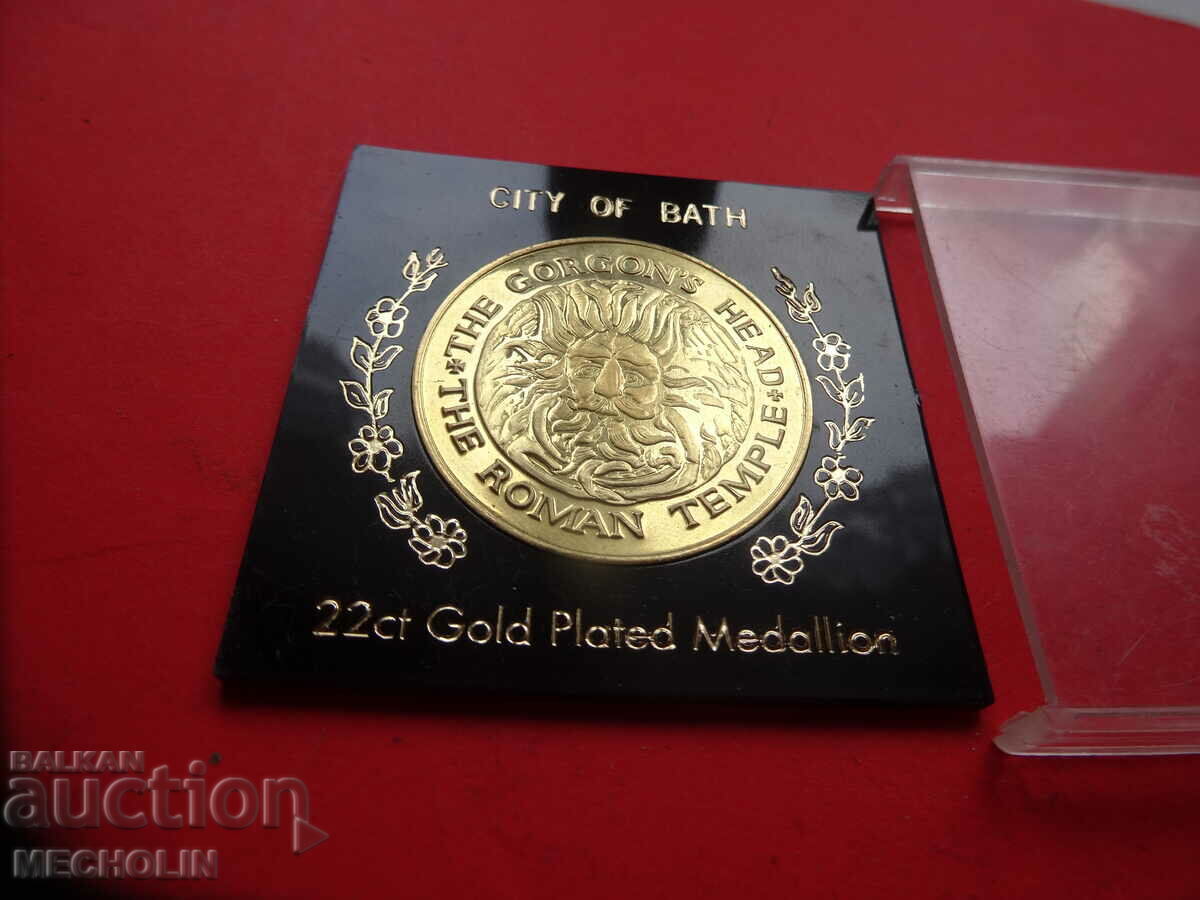 CITY OF BATH
THE GORGON'S HEAD
THE ROMAN TEMPLE
22ct Gold Plated Medallion
BALKAN
auction
MECHOLIN